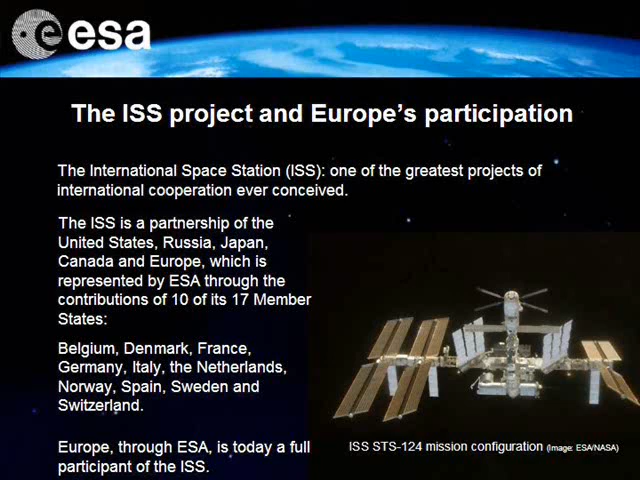 esa
The ISS project and Europe's participation
The International Space Station (ISS): one of the greatest projects of
international cooperation ever conceived.
The ISS is a partnership of the
United States, Russia, Japan,
Canada and Europe, which is
represented by ESA through the
contributions of 10 of its 17 Member
States:
Belgium, Denmark, France,
Germany, Italy, the Netherlands,
Norway, Spain, Sweden and
Switzerland.
Europe, through ESA, is today a full
participant of the ISS.
ISS STS-124 mission configuration (Image: ESA/NASA)